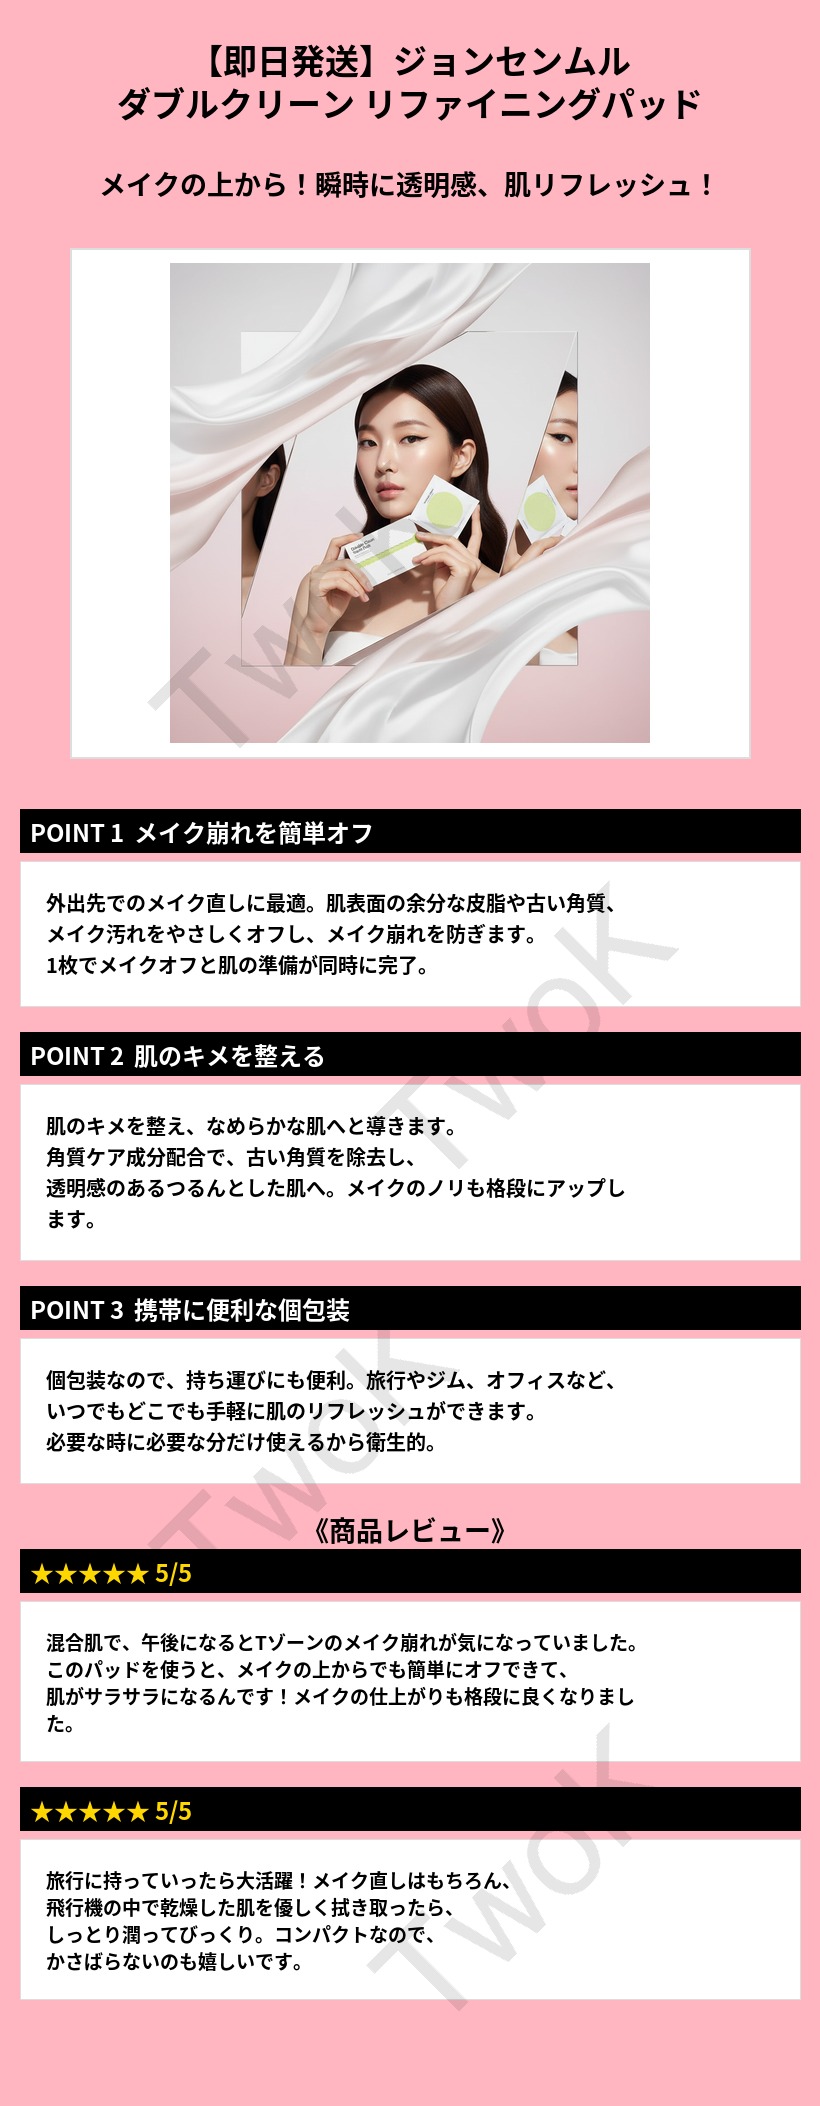 【即日発送】ジョンセンムル
ダブルクリーン リファイニングパッド
メイクの上から！瞬時に透明感、肌リフレッシュ！
Double Clean
TwoK
POINT 1 メイク崩れを簡単オフ
外出先でのメイク直しに最適。肌表面の余分な皮脂や古い角質、
メイク汚れをやさしくオフし、メイク崩れを防ぎます。
1枚でメイクオフと肌の準備が同時に完了。
TwoK
POINT 2 肌のキメを整える
肌のキメを整え、なめらかな肌へと導きます。
角質ケア成分配合で、古い角質を除去し、
透明感のあるつるんとした肌へ。メイクのノリも格段にアップし
ます。
POINT 3 携帯に便利な個包装
個包装なので、持ち運びにも便利。旅行やジム、オフィスなど、
いつでもどこでも手軽に肌のリフレッシュができます。
必要な時に必要な分だけ使えるから衛生的。
TwoK
《商品レビュー》
★★★★★ 5/5
混合肌で、午後になるとTゾーンのメイク崩れが気になっていました。
このパッドを使うと、メイクの上からでも簡単にオフできて、
肌がサラサラになるんです！メイクの仕上がりも格段に良くなりまし
た。
★★★★★ 5/5
旅行に持っていったら大活躍！メイク直しはもちろん、
飛行機の中で乾燥した肌を優しく拭き取ったら、
しっとり潤ってびっくり。コンパクトなので、
かさばらないのも嬉しいです。
TwoK